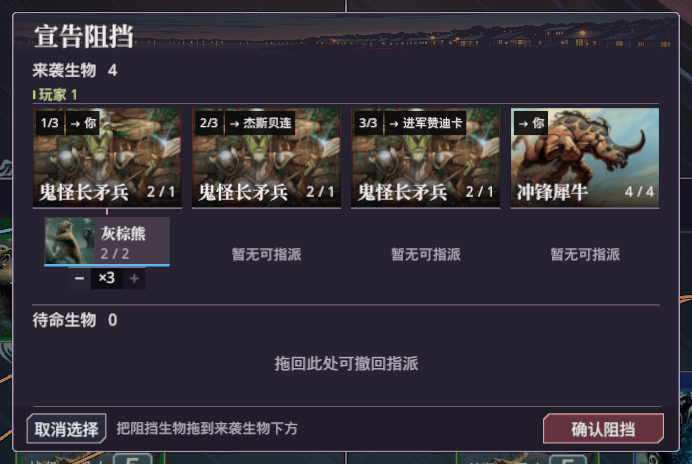 宣告阻挡
来袭生物 4
玩家 1
1/3 → 你
2/3 → 杰斯贝连
3/3 → 进军赞迪卡
→ 你
鬼怪长矛兵 2 / 1
鬼怪长矛兵 2 / 1
鬼怪长矛兵 2 / 1
冲锋犀牛 4 / 4
灰棕熊
2 / 2
− ×3 +
暂无可指派
暂无可指派
暂无可指派
待命生物 0
拖回此处可撤回指派
取消选择
把阻挡生物拖到来袭生物下方
确认阻挡